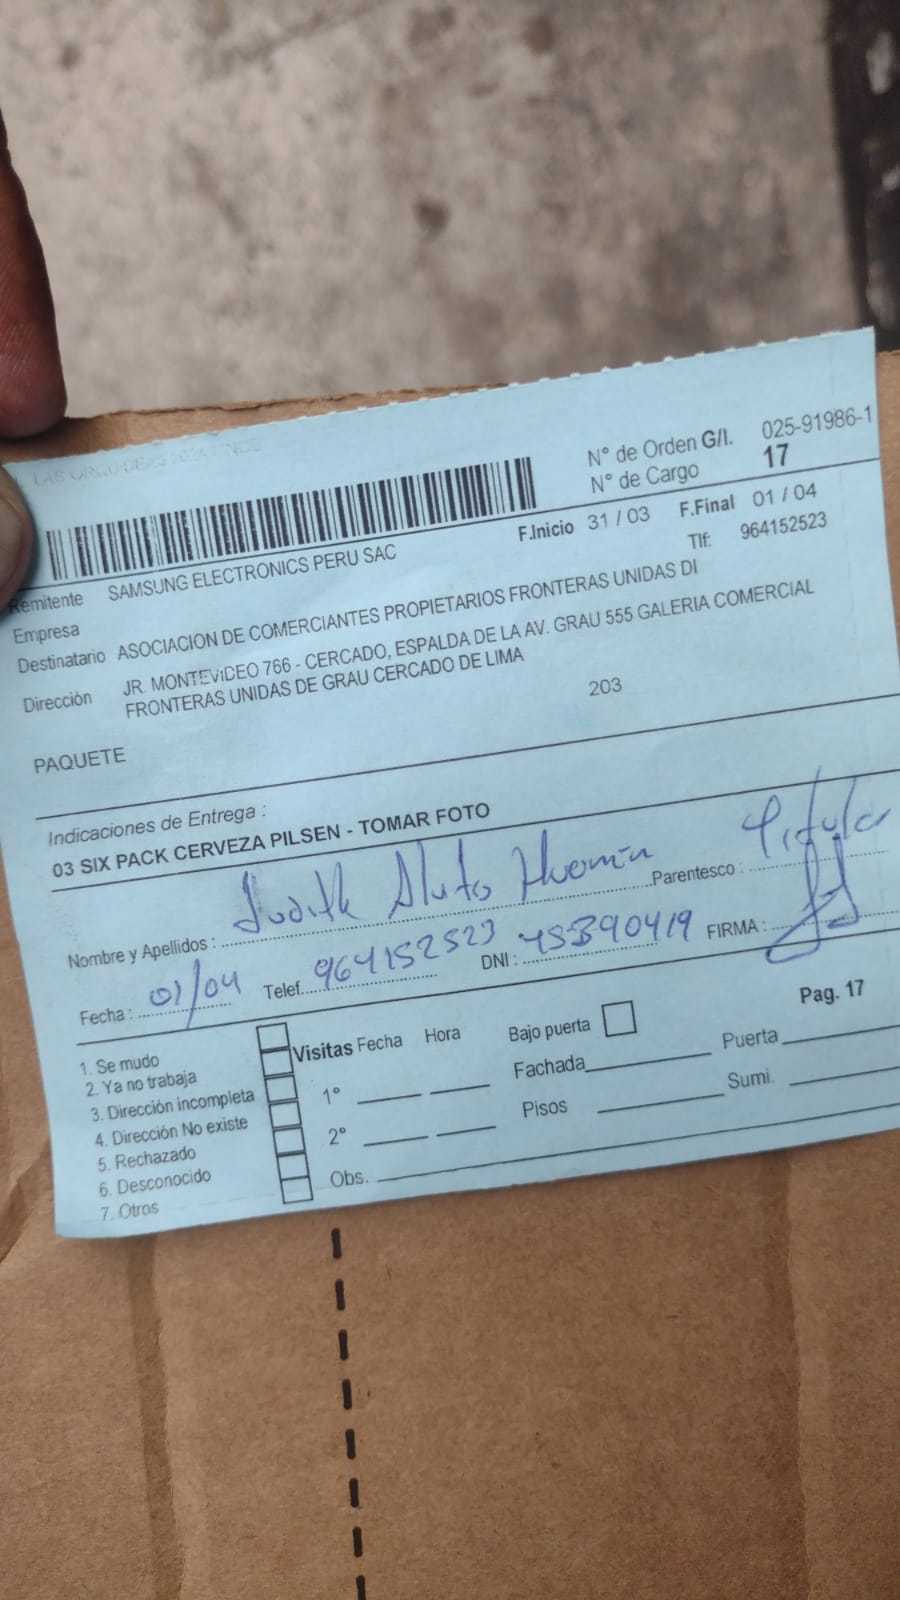 N° de Orden G/I. 025-91986-1
N° de Cargo 17
F.Inicio 31 / 03 F.Final 01 / 04
Remitente SAMSUNG ELECTRONICS PERU SAC Tlf: 964152523
Empresa
Destinatario ASOCIACION DE COMERCIANTES PROPIETARIOS FRONTERAS UNIDAS DI
Dirección JR. MONTEVIDEO 766 - CERCADO, ESPALDA DE LA AV. GRAU 555 GALERIA COMERCIAL
FRONTERAS UNIDAS DE GRAU CERCADO DE LIMA
203
PAQUETE
Indicaciones de Entrega :
03 SIX PACK CERVEZA PILSEN - TOMAR FOTO
Nombre y Apellidos : Judith Parentesco : Titular
Fecha : 01/04 Telef. 964152523 DNI : 45390419 FIRMA :
Pag. 17
1. Se mudo
2. Ya no trabaja
3. Dirección incompleta
4. Dirección No existe
5. Rechazado
6. Desconocido
7. Otros
Visitas Fecha Hora Bajo puerta
1° Fachada Puerta
2° Pisos Sumi.
Obs.